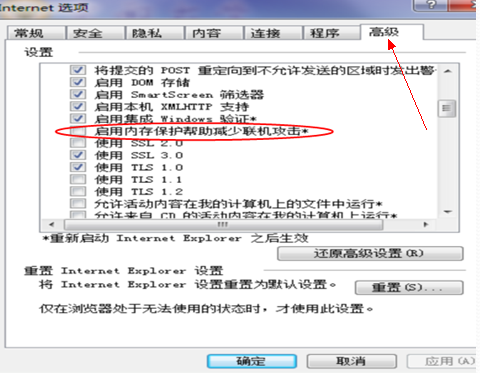 Internet 选项
常规 安全 隐私 内容 连接 程序 高级
设置
将提交的 POST 重定向到不允许发送的区域时发出警
启用 DOM 存储
启用 SmartScreen 筛选器
启用本机 XMLHTTP 支持
启用集成 Windows 验证*
启用内存保护帮助减少联机攻击*
使用 SSL 2.0
使用 SSL 3.0
使用 TLS 1.0
使用 TLS 1.1
使用 TLS 1.2
允许活动内容在我的计算机上的文件中运行*
允许来自 CD 的活动内容在我的计算机上运行*
*重新启动 Internet Explorer 之后生效
还原高级设置(R)
重置 Internet Explorer 设置
将 Internet Explorer 设置重置为默认设置。
重置(S)...
仅在浏览器处于无法使用的状态时，才使用此设置。
确定 取消 应用(A)